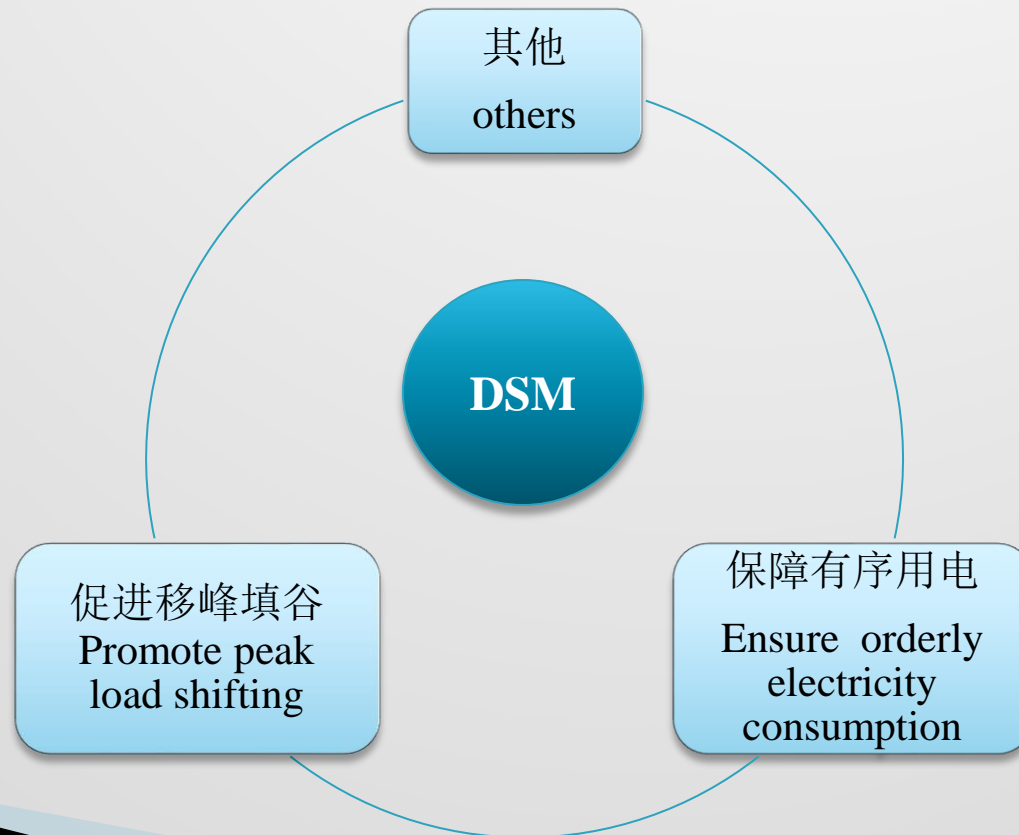 其他
others
DSM
促进移峰填谷
Promote peak
load shifting
保障有序用电
Ensure orderly
electricity
consumption